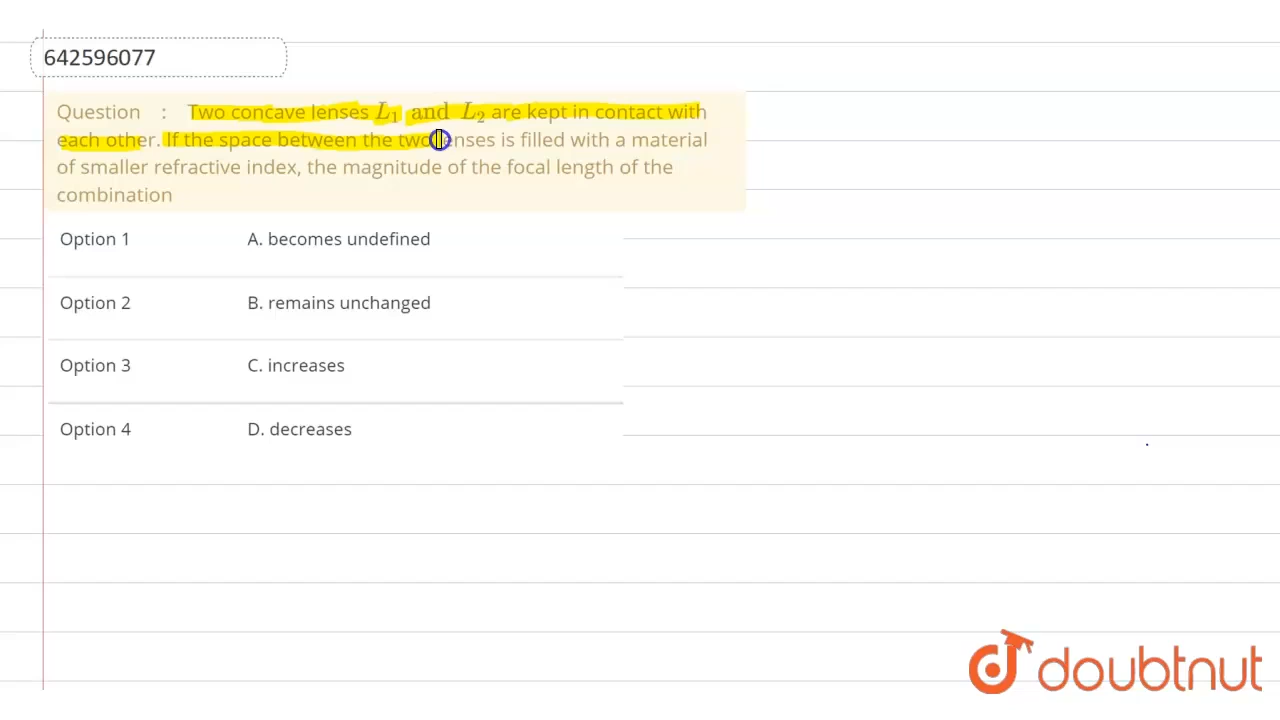 642596077
Question : Two concave lenses L₁ and L₂ are kept in contact with
each other. If the space between the two lenses is filled with a material
of smaller refractive index, the magnitude of the focal length of the
combination
Option 1 A. becomes undefined
Option 2 B. remains unchanged
Option 3 C. increases
Option 4 D. decreases
doubtnut